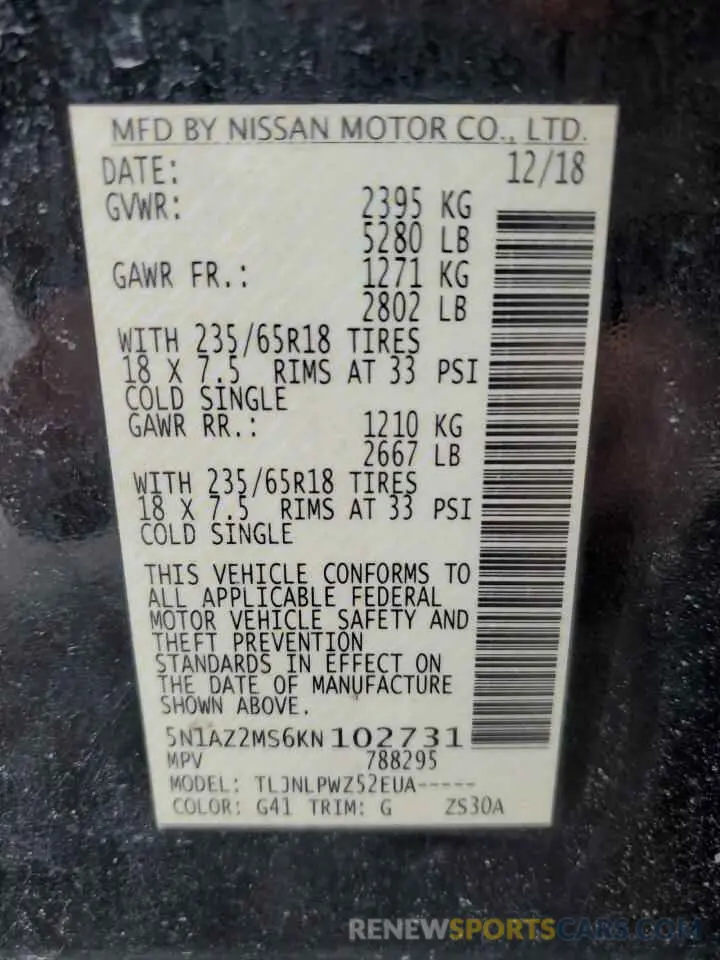 MFD BY NISSAN MOTOR CO., LTD.
DATE: 12/18
GVWR: 2395 KG
5280 LB
GAWR FR.: 1271 KG
2802 LB
WITH 235/65R18 TIRES
18 X 7.5 RIMS AT 33 PSI
COLD SINGLE
GAWR RR.: 1210 KG
2667 LB
WITH 235/65R18 TIRES
18 X 7.5 RIMS AT 33 PSI
COLD SINGLE
THIS VEHICLE CONFORMS TO
ALL APPLICABLE FEDERAL
MOTOR VEHICLE SAFETY AND
THEFT PREVENTION
STANDARDS IN EFFECT ON
THE DATE OF MANUFACTURE
SHOWN ABOVE.
5N1AZ2MS6KN102731
MPV 788295
MODEL: TLJNLPWZ52EUA-----
COLOR: G41 TRIM: G ZS30A
RENEWSPORTSCARS.COM